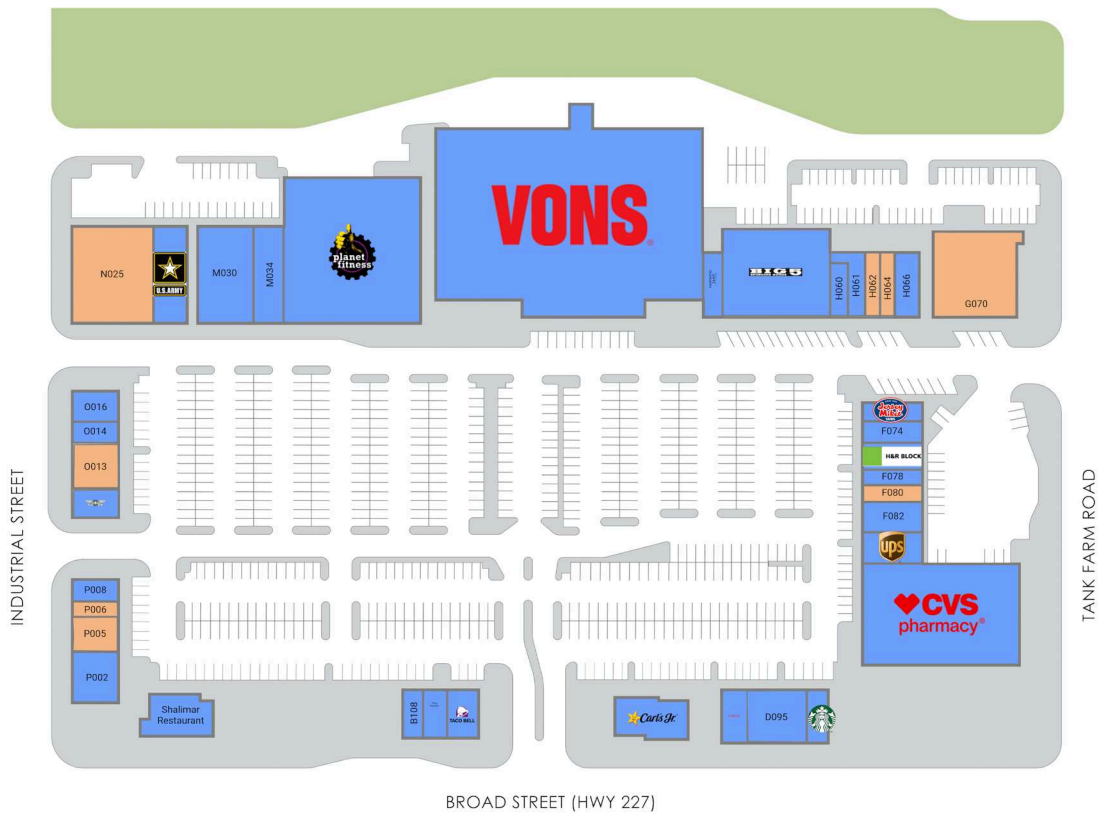 VONS
planet
fitness
N025
U.S.ARMY
M030
M034
BIG 5
H060
H061
H062
H064
H066
G070
O016
O014
O013
Jersey
Mike's
F074
H&R BLOCK
F078
F080
F082
ups
CVS
pharmacy
P008
P006
P005
P002
Shalimar
Restaurant
B108
TACO BELL
Carl's Jr.
D095
INDUSTRIAL STREET
TANK FARM ROAD
BROAD STREET (HWY 227)